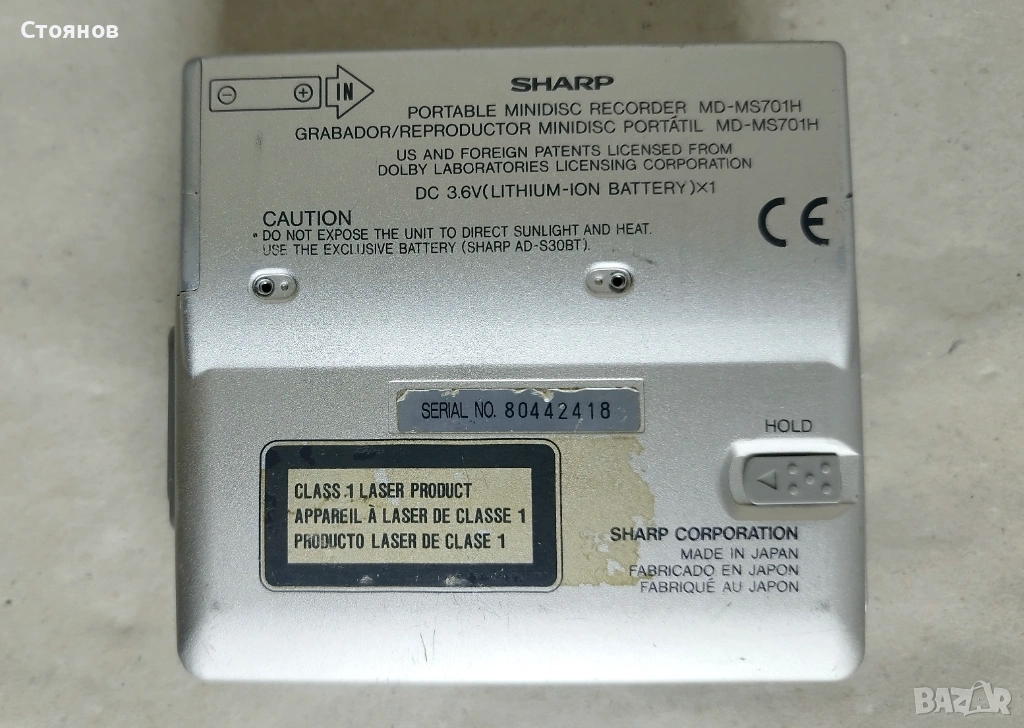 Стоянов
IN
SHARP
PORTABLE MINIDISC RECORDER MD-MS701H
GRABADOR/REPRODUCTOR MINIDISC PORTÁTIL MD-MS701H
US AND FOREIGN PATENTS LICENSED FROM
DOLBY LABORATORIES LICENSING CORPORATION
DC 3.6V(LITHIUM-ION BATTERY)×1
CE
CAUTION
• DO NOT EXPOSE THE UNIT TO DIRECT SUNLIGHT AND HEAT.
USE THE EXCLUSIVE BATTERY (SHARP AD-S30BT).
SERIAL NO. 80442418
HOLD
CLASS 1 LASER PRODUCT
APPAREIL À LASER DE CLASSE 1
PRODUCTO LASER DE CLASE 1
SHARP CORPORATION
MADE IN JAPAN
FABRICADO EN JAPON
FABRIQUÉ AU JAPON
BAZAR